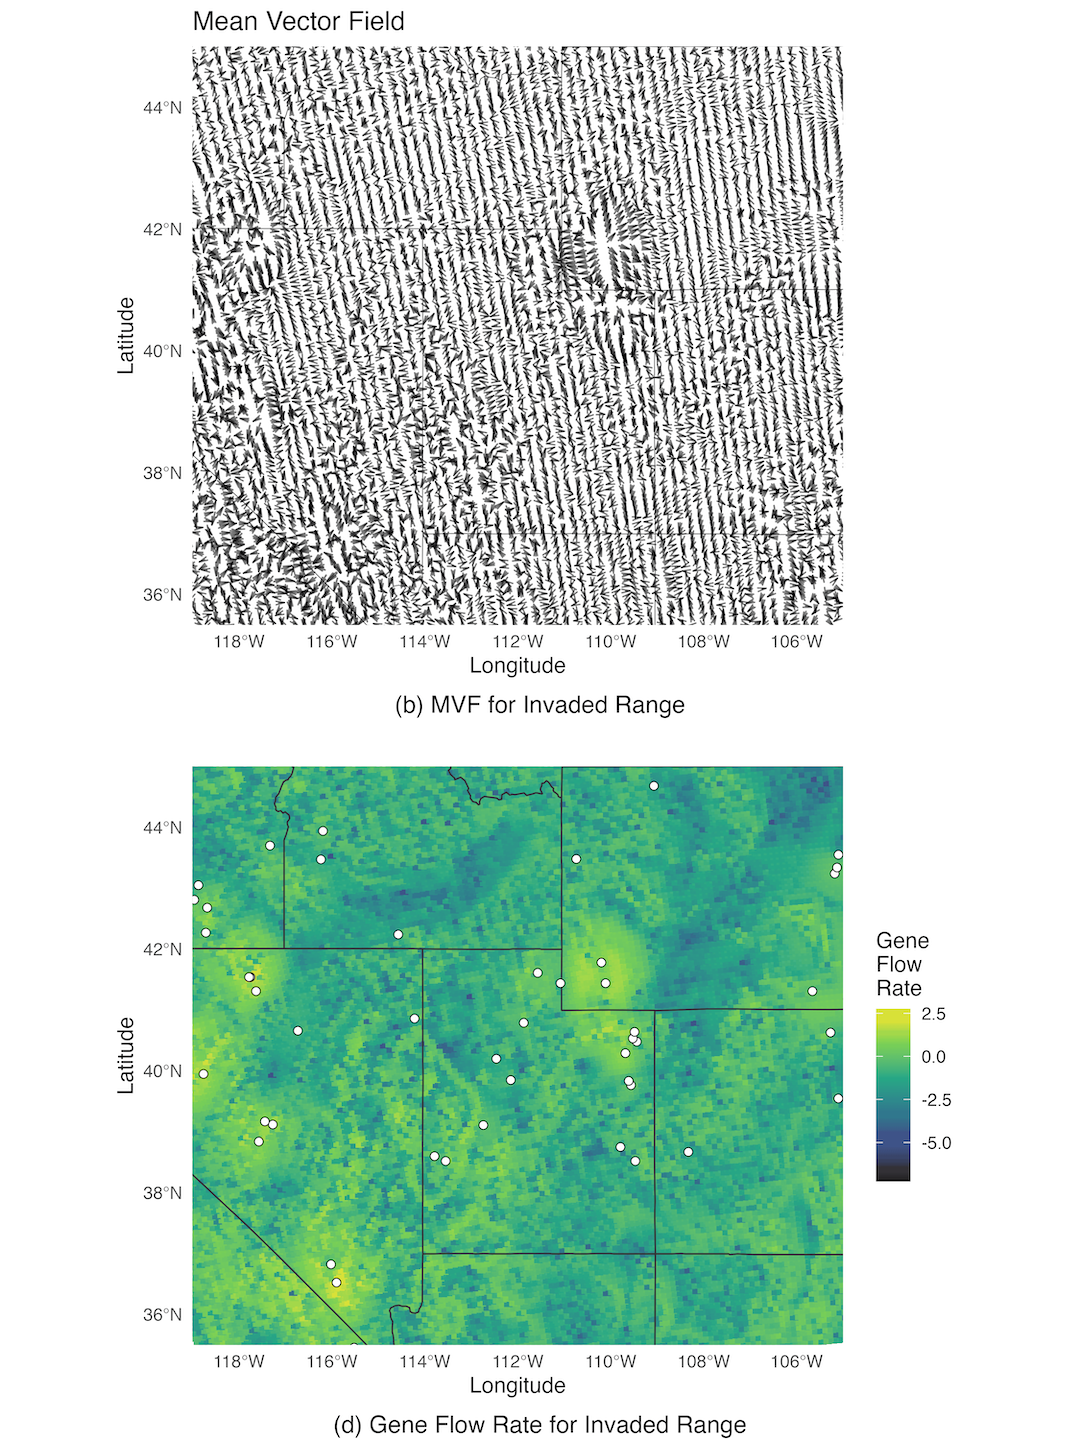 Mean Vector Field
44°N
42°N
40°N
38°N
36°N
Latitude
118°W 116°W 114°W 112°W 110°W 108°W 106°W
Longitude
(b) MVF for Invaded Range
44°N
42°N
40°N
38°N
36°N
Latitude
118°W 116°W 114°W 112°W 110°W 108°W 106°W
Longitude
Gene
Flow
Rate
2.5
0.0
-2.5
-5.0
(d) Gene Flow Rate for Invaded Range